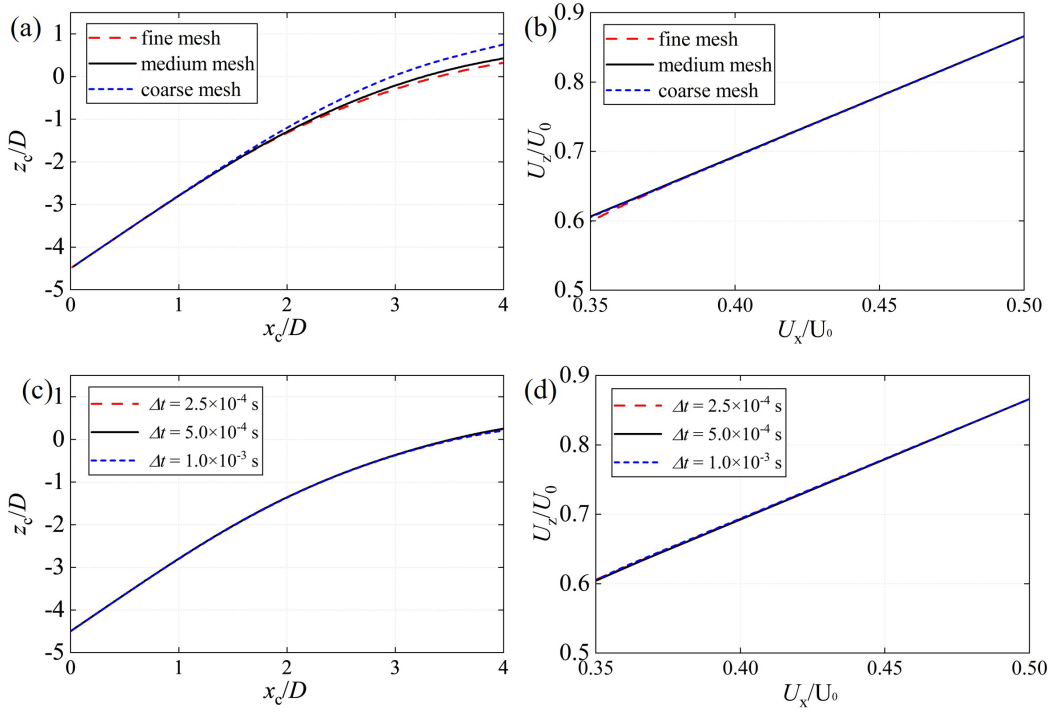 (a)
fine mesh
medium mesh
coarse mesh
z_c/D
1
0
-1
-2
-3
-4
-5
0 1 2 3 4
x_c/D
(b)
fine mesh
medium mesh
coarse mesh
U_z/U_0
0.9
0.8
0.7
0.6
0.5
0.35 0.40 0.45 0.50
U_x/U_0
(c)
Δt = 2.5×10⁻⁴ s
Δt = 5.0×10⁻⁴ s
Δt = 1.0×10⁻³ s
z_c/D
1
0
-1
-2
-3
-4
-5
0 1 2 3 4
x_c/D
(d)
Δt = 2.5×10⁻⁴ s
Δt = 5.0×10⁻⁴ s
Δt = 1.0×10⁻³ s
U_z/U_0
0.9
0.8
0.7
0.6
0.5
0.35 0.40 0.45 0.50
U_x/U_0